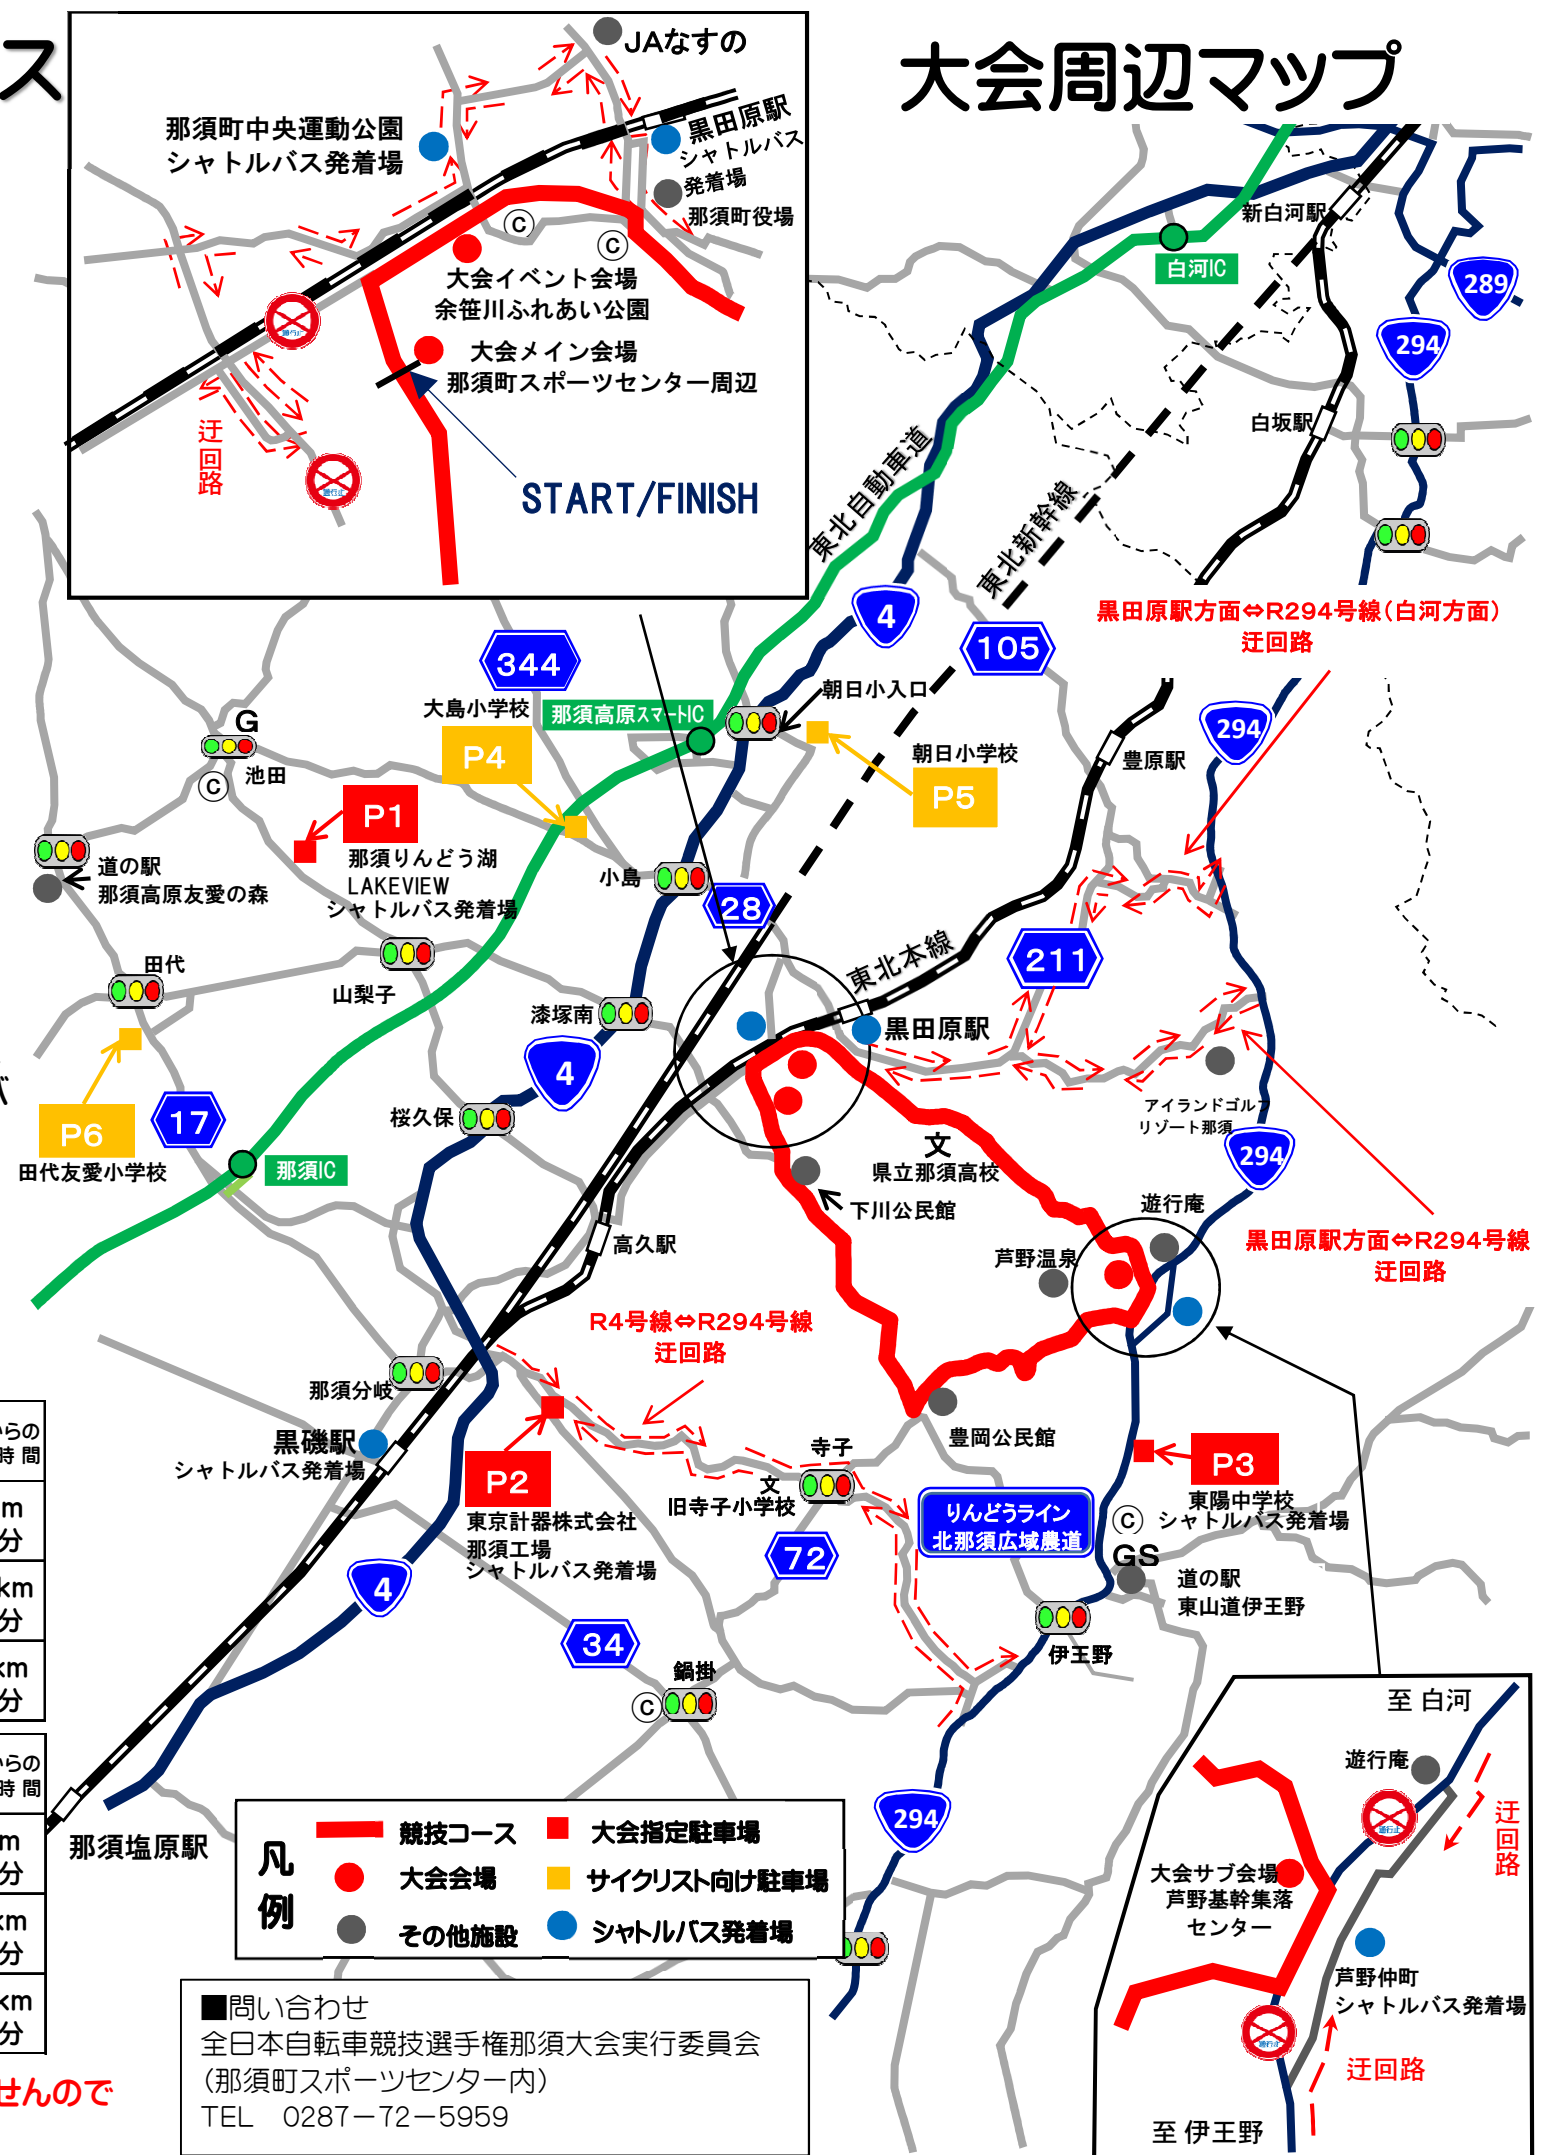 ス
大会周辺マップ
JAなすの
那須町中央運動公園
シャトルバス発着場
黒田原駅
シャトルバス
発着場
那須町役場
C
C
大会イベント会場
余笹川ふれあい公園
大会メイン会場
那須町スポーツセンター周辺
迂回路
START/FINISH
新白河駅
白河IC
289
294
白坂駅
東北自動車道
東北新幹線
4
105
黒田原駅方面⇔R294号線(白河方面)
迂回路
344
大島小学校
那須高原スマートIC
朝日小入口
P4
朝日小学校
P5
294
豊原駅
G
池田
C
P1
那須りんどう湖
LAKEVIEW
シャトルバス発着場
道の駅
那須高原友愛の森
小島
28
東北本線
211
田代
山梨子
漆塚南
黒田原駅
4
アイランドゴルフ
リゾート那須
294
P6
田代友愛小学校
17
桜久保
那須IC
文
県立那須高校
下川公民館
遊行庵
芦野温泉
高久駅
黒田原駅方面⇔R294号線
迂回路
R4号線⇔R294号線
迂回路
那須分岐
黒磯駅
シャトルバス発着場
P2
東京計器株式会社
那須工場
シャトルバス発着場
寺子
文
旧寺子小学校
豊岡公民館
72
りんどうライン
北那須広域農道
P3
東陽中学校
シャトルバス発着場
C
GS
道の駅
東山道伊王野
伊王野
4
34
鍋掛
C
からの
時 間
m
分
km
分
km
分
からの
時 間
m
分
km
分
km
分
那須塩原駅
294
凡例
競技コース
大会指定駐車場
大会会場
サイクリスト向け駐車場
その他施設
シャトルバス発着場
至 白河
遊行庵
迂回路
大会サブ会場
芦野基幹集落
センター
芦野仲町
シャトルバス発着場
迂回路
至 伊王野
■問い合わせ
全日本自転車競技選手権那須大会実行委員会
(那須町スポーツセンター内)
TEL　0287－72－5959
せんので